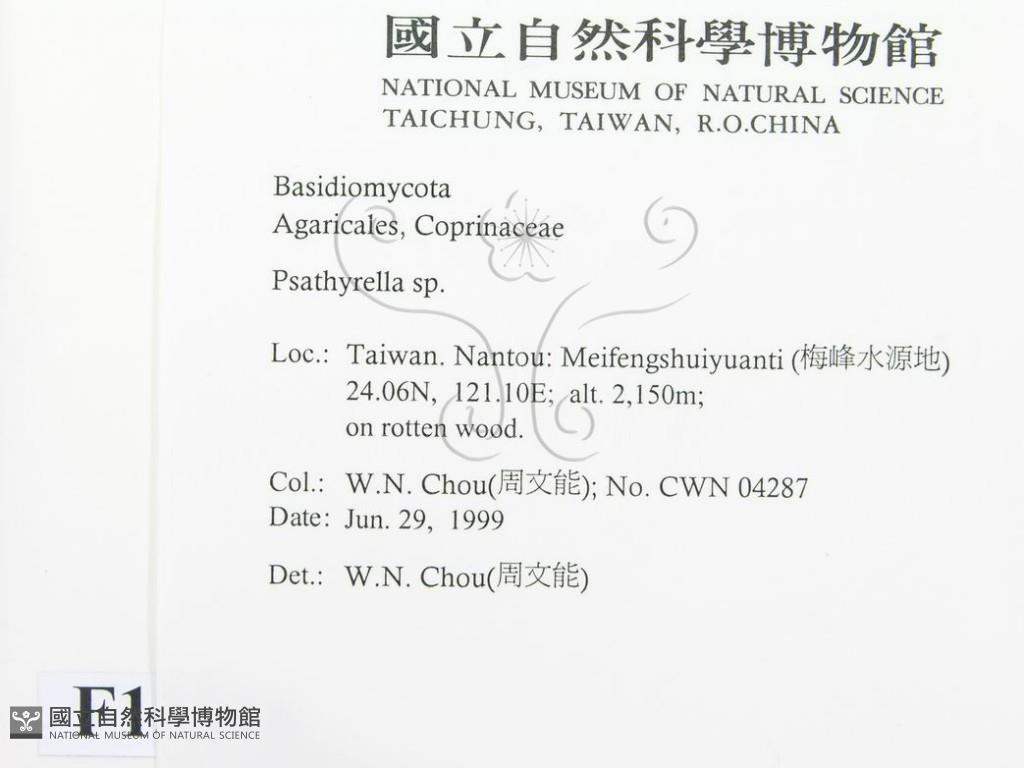 國立自然科學博物館
NATIONAL MUSEUM OF NATURAL SCIENCE
TAICHUNG, TAIWAN, R.O.CHINA
Basidiomycota
Agaricales, Coprinaceae
Psathyrella sp.
Loc.: Taiwan. Nantou: Meifengshuiyuanti (梅峰水源地)
24.06N, 121.10E; alt. 2,150m;
on rotten wood.
Col.: W.N. Chou(周文能); No. CWN 04287
Date: Jun. 29, 1999
Det.: W.N. Chou(周文能)
F1
國立自然科學博物館
NATIONAL MUSEUM OF NATURAL SCIENCE